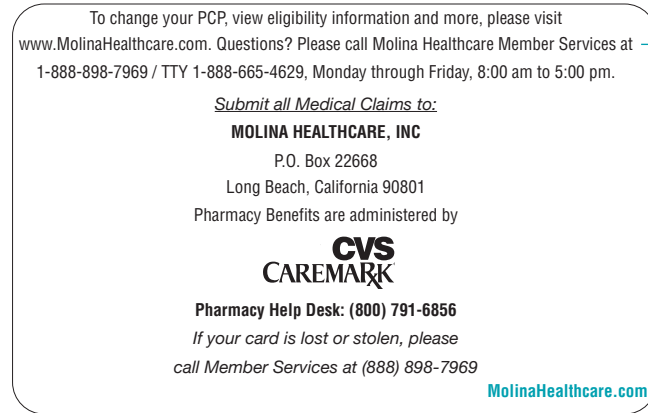 To change your PCP, view eligibility information and more, please visit
www.MolinaHealthcare.com. Questions? Please call Molina Healthcare Member Services at
1-888-898-7969 / TTY 1-888-665-4629, Monday through Friday, 8:00 am to 5:00 pm.
Submit all Medical Claims to:
MOLINA HEALTHCARE, INC
P.O. Box 22668
Long Beach, California 90801
Pharmacy Benefits are administered by
CVS
CAREMARK
Pharmacy Help Desk: (800) 791-6856
If your card is lost or stolen, please
call Member Services at (888) 898-7969
MolinaHealthcare.com